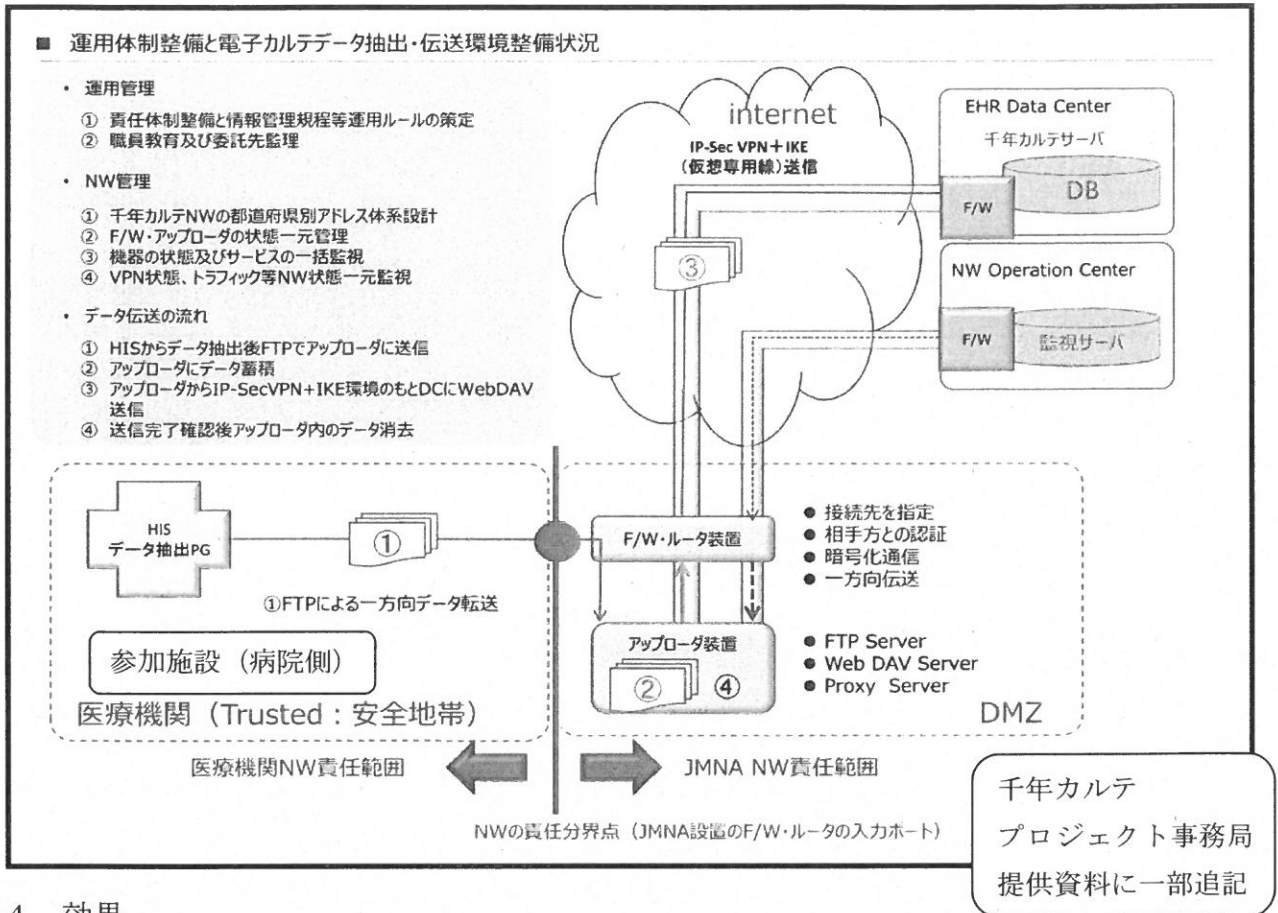 ■ 運用体制整備と電子カルテデータ抽出・伝送環境整備状況
・ 運用管理
① 責任体制整備と情報管理規程等運用ルールの策定
② 職員教育及び委託先監理
・ NW管理
① 千年カルテNWの都道府県別アドレス体系設計
② F/W・アップローダの状態一元管理
③ 機器の状態及びサービスの一括監視
④ VPN状態、トラフィック等NW状態一元監視
・ データ伝送の流れ
① HISからデータ抽出後FTPでアップローダに送信
② アップローダにデータ蓄積
③ アップローダからIP-SecVPN+IKE環境のもとDCにWebDAV
送信
④ 送信完了確認後アップローダ内のデータ消去
internet
IP-Sec VPN+IKE
(仮想専用線)送信
③
EHR Data Center
千年カルテサーバ
DB
F/W
NW Operation Center
F/W
監視サーバ
HIS
データ抽出PG
①
①FTPによる一方向データ転送
参加施設（病院側）
医療機関（Trusted：安全地帯）
F/W・ルータ装置
● 接続先を指定
● 相手方との認証
● 暗号化通信
● 一方向伝送
アップローダ装置
② ④
● FTP Server
● Web DAV Server
● Proxy Server
DMZ
医療機関NW責任範囲
JMNA NW責任範囲
NWの責任分界点（JMNA設置のF/W・ルータの入力ポート）
千年カルテ
プロジェクト事務局
提供資料に一部追記
4 効果